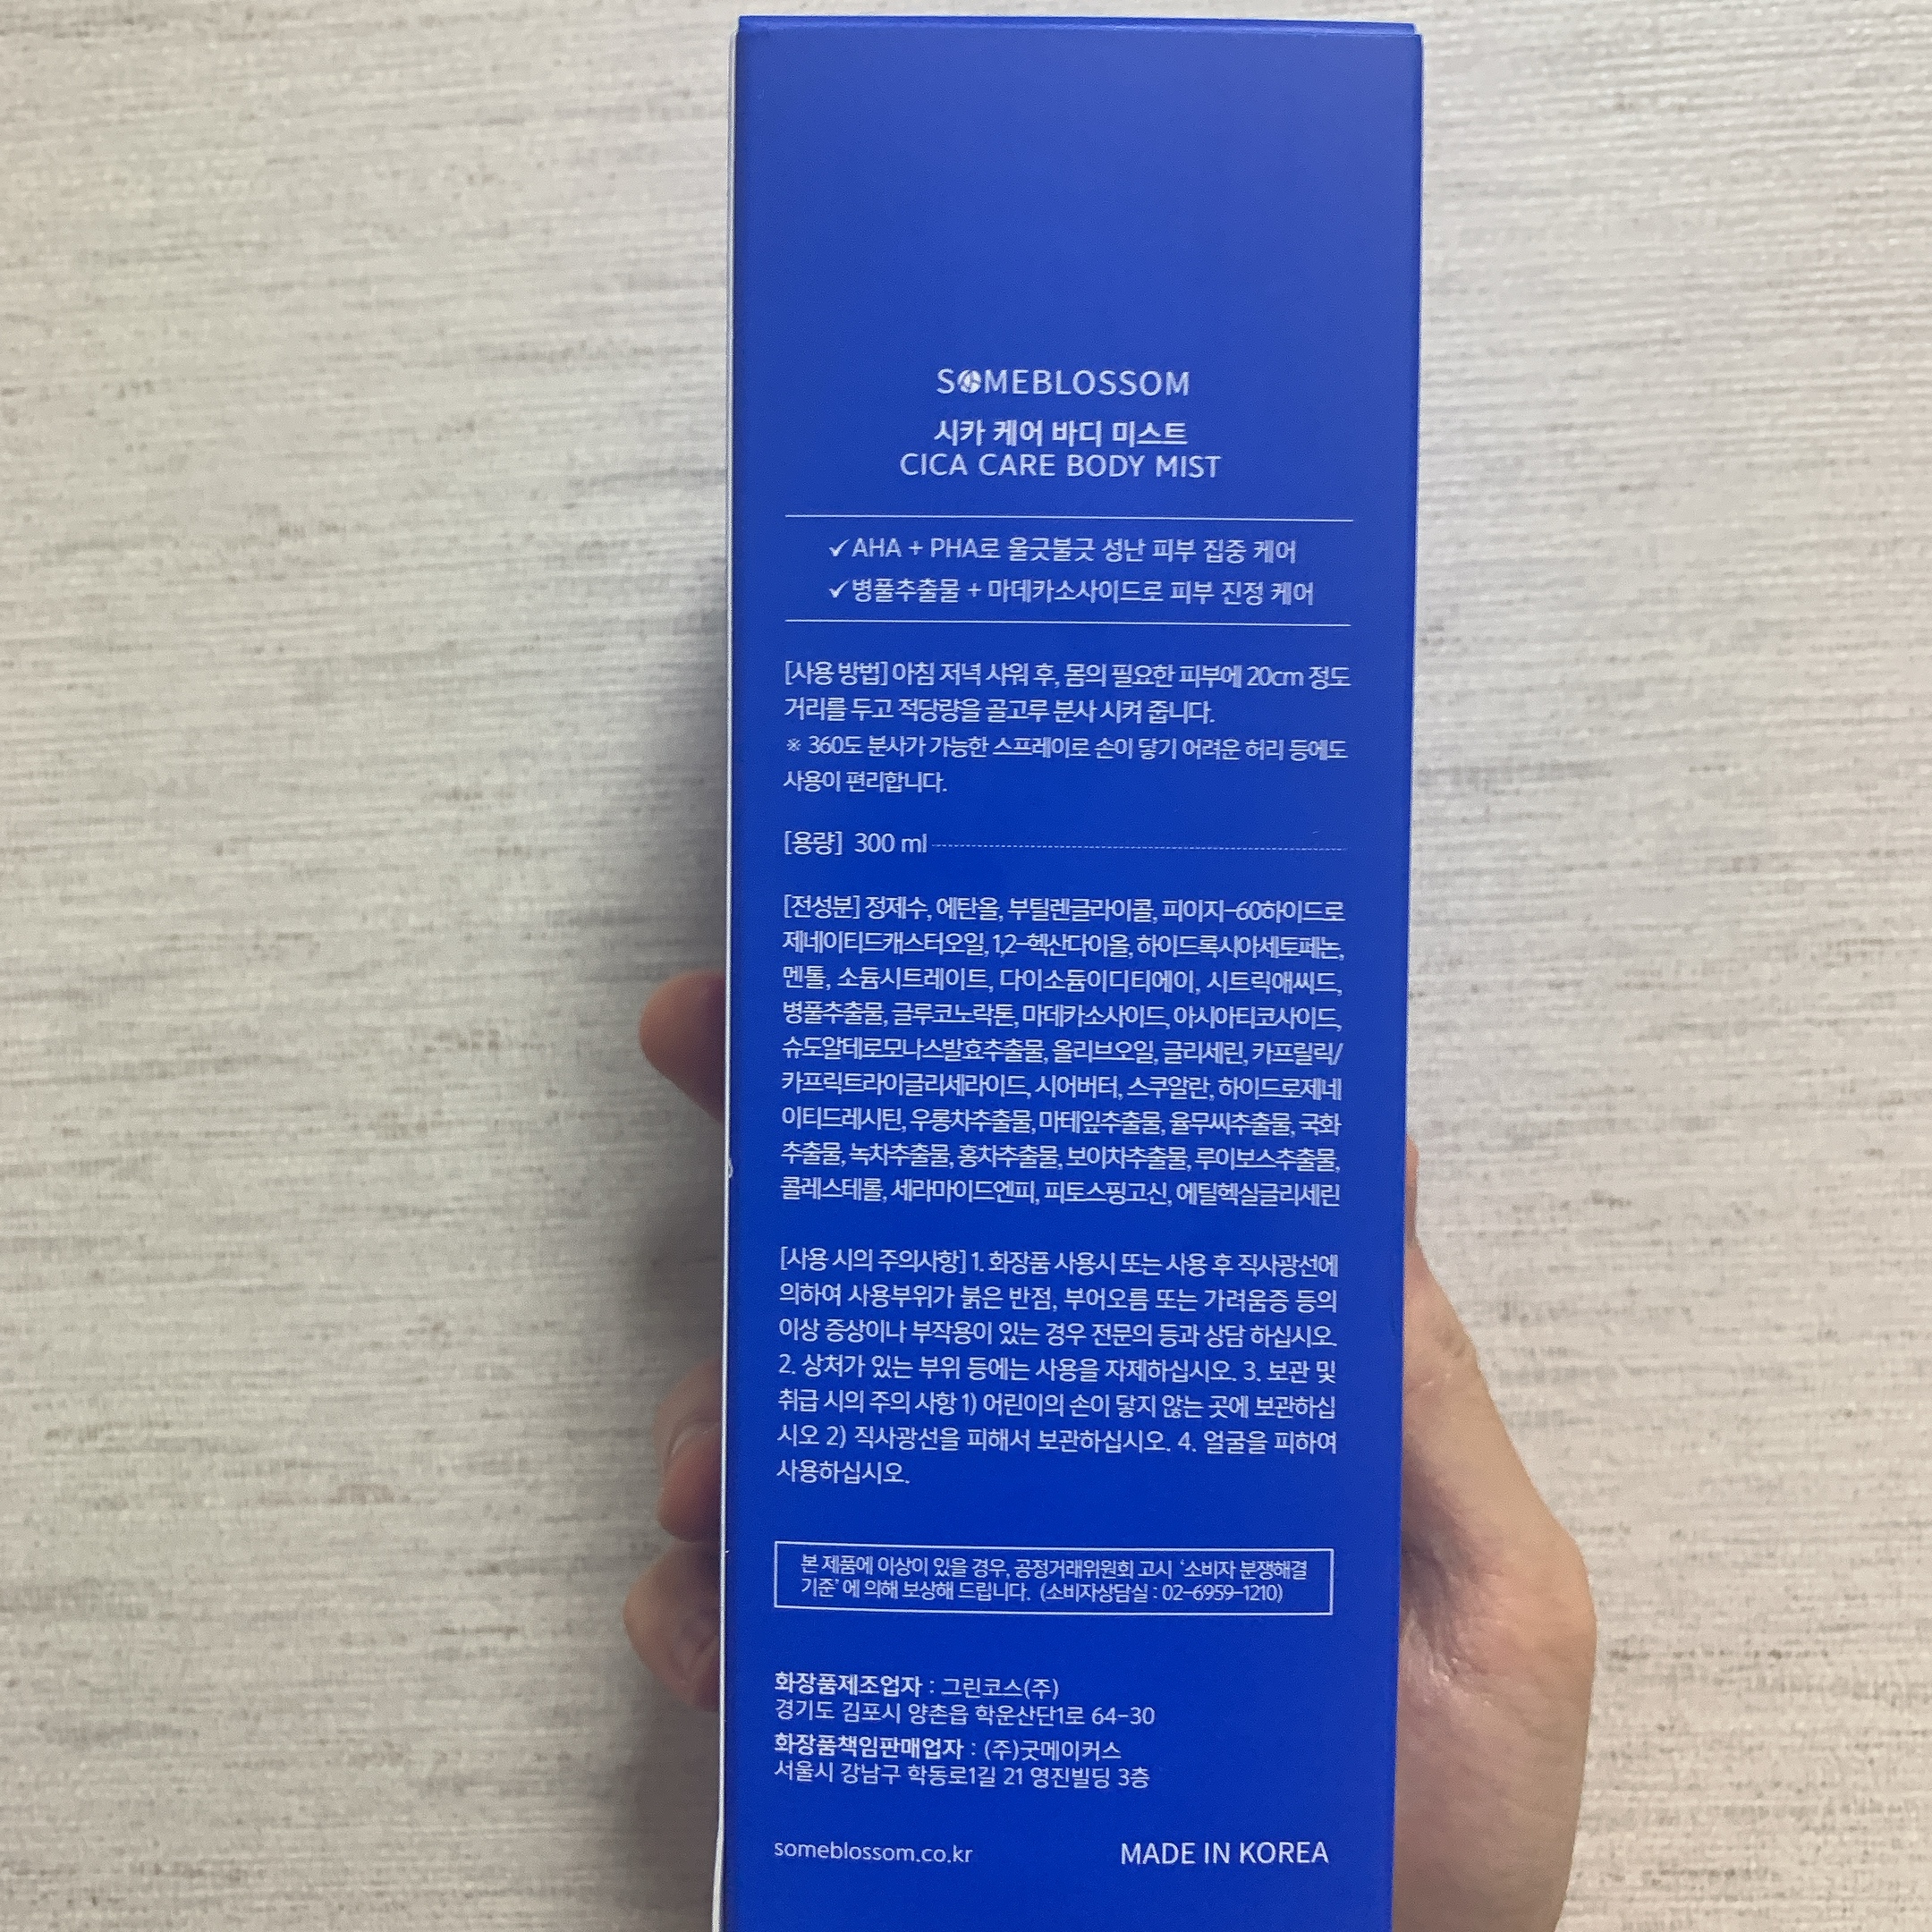 SOMEBLOSSOM
시카 케어 바디 미스트
CICA CARE BODY MIST
✓AHA + PHA로 울긋불긋 성난 피부 집중 케어
✓병풀추출물 + 마데카소사이드로 피부 진정 케어
[사용 방법] 아침 저녁 샤워 후, 몸의 필요한 피부에 20cm 정도
거리를 두고 적당량을 골고루 분사 시켜 줍니다.
※ 360도 분사가 가능한 스프레이로 손이 닿기 어려운 허리 등에도
사용이 편리합니다.
[용량] 300 ml
[전성분] 정제수, 에탄올, 부틸렌글라이콜, 피이지-60하이드로
제네이티드캐스터오일, 1,2-헥산다이올, 하이드록시아세토페논,
멘톨, 소듐시트레이트, 다이소듐이디티에이, 시트릭애씨드,
병풀추출물, 글루코노락톤, 마데카소사이드, 아시아티코사이드,
슈도알테로모나스발효추출물, 올리브오일, 글리세린, 카프릴릭/
카프릭트라이글리세라이드, 시어버터, 스쿠알란, 하이드로제네
이티드레시틴, 우롱차추출물, 마테잎추출물, 율무씨추출물, 국화
추출물, 녹차추출물, 홍차추출물, 보이차추출물, 루이보스추출물,
콜레스테롤, 세라마이드엔피, 피토스핑고신, 에틸헥실글리세린
[사용 시의 주의사항] 1. 화장품 사용시 또는 사용 후 직사광선에
의하여 사용부위가 붉은 반점, 부어오름 또는 가려움증 등의
이상 증상이나 부작용이 있는 경우 전문의 등과 상담 하십시오.
2. 상처가 있는 부위 등에는 사용을 자제하십시오. 3. 보관 및
취급 시의 주의 사항 1) 어린이의 손이 닿지 않는 곳에 보관하십
시오 2) 직사광선을 피해서 보관하십시오. 4. 얼굴을 피하여
사용하십시오.
본 제품에 이상이 있을 경우, 공정거래위원회 고시 '소비자 분쟁해결
기준' 에 의해 보상해 드립니다. (소비자상담실 : 02-6959-1210)
화장품제조업자 : 그린코스(주)
경기도 김포시 양촌읍 학운산단1로 64-30
화장품책임판매업자 : (주)굿메이커스
서울시 강남구 학동로1길 21 영진빌딩 3층
someblossom.co.kr MADE IN KOREA